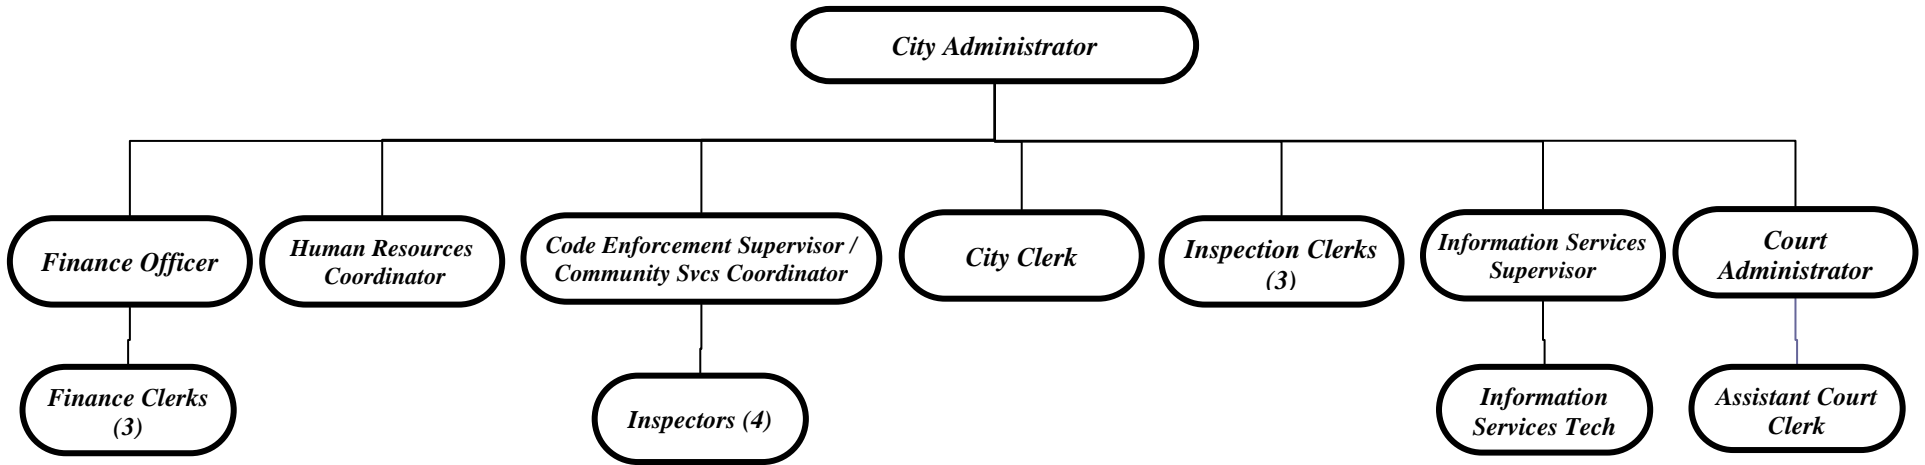 City Administrator
Finance Officer
Human Resources
Coordinator
Code Enforcement Supervisor /
Community Svcs Coordinator
City Clerk
Inspection Clerks
(3)
Information Services
Supervisor
Court
Administrator
Finance Clerks
(3)
Inspectors (4)
Information
Services Tech
Assistant Court
Clerk